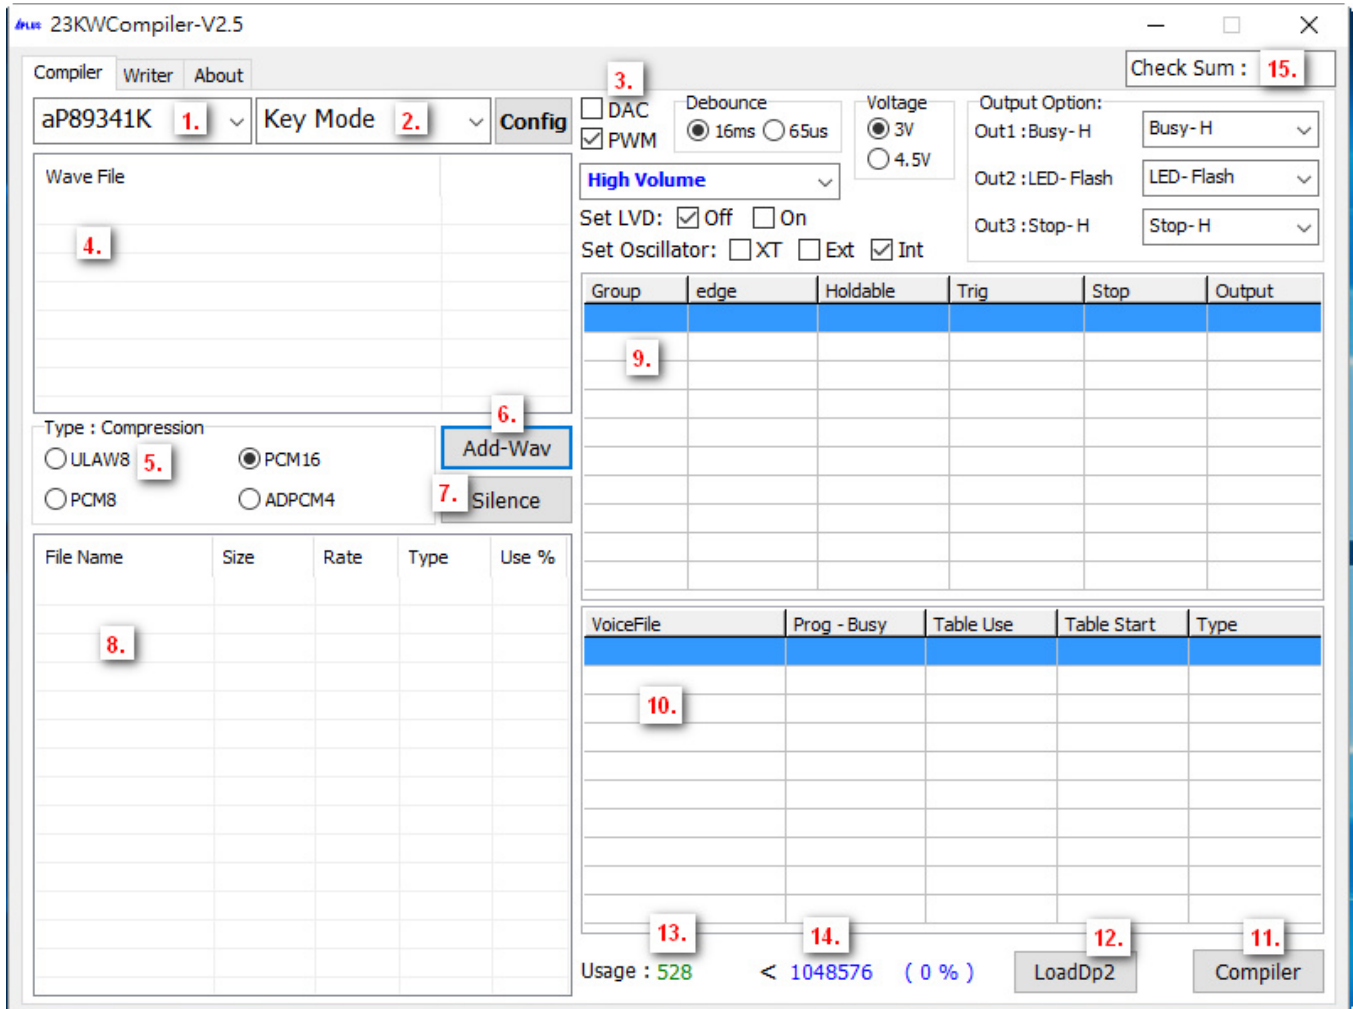 aPLUS 23KWCompiler-V2.5
Check Sum : 15.
Compiler Writer About
aP89341K 1. Key Mode 2. Config
3.
DAC
PWM
Debounce
16ms 65us
Voltage
3V
4.5V
Output Option:
Out1 :Busy- H Busy- H
Out2 :LED- Flash LED- Flash
Out3 :Stop- H Stop- H
High Volume
Set LVD: Off On
Set Oscillator: XT Ext Int
Wave File
4.
Type : Compression
ULAW8 5. PCM16
PCM8 ADPCM4
6.
Add-Wav
7. Silence
File Name Size Rate Type Use %
8.
Group edge Holdable Trig Stop Output
9.
VoiceFile Prog - Busy Table Use Table Start Type
10.
13. 14. 12. 11.
Usage : 528 < 1048576 ( 0 % ) LoadDp2 Compiler